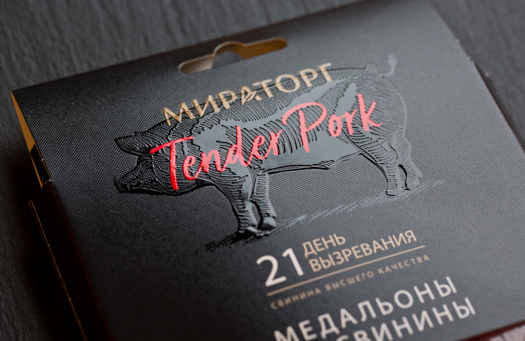 МИРАТОРГ
Tender Pork
21 ДЕНЬ
ВЫЗРЕВАНИЯ
СВИНИНА ВЫСШЕГО КАЧЕСТВА
МЕДАЛЬОНЫ
СВИНИНЫ